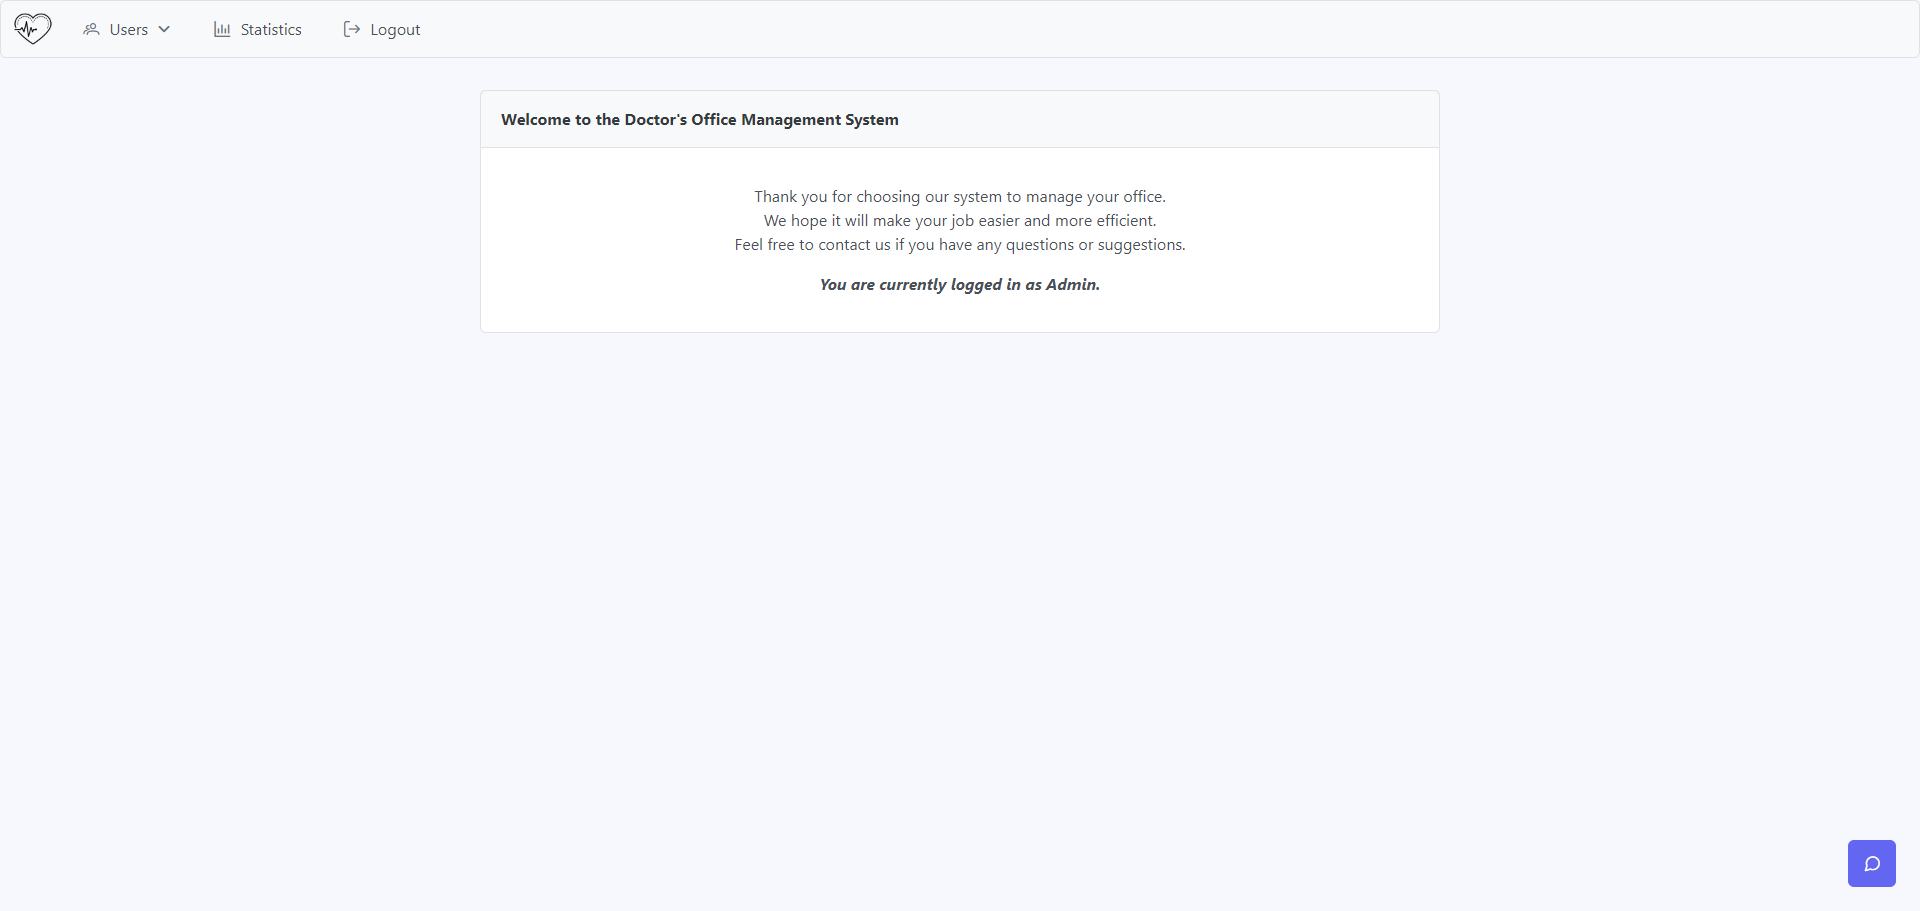 Users
Statistics
Logout
Welcome to the Doctor's Office Management System
Thank you for choosing our system to manage your office.
We hope it will make your job easier and more efficient.
Feel free to contact us if you have any questions or suggestions.
You are currently logged in as Admin.